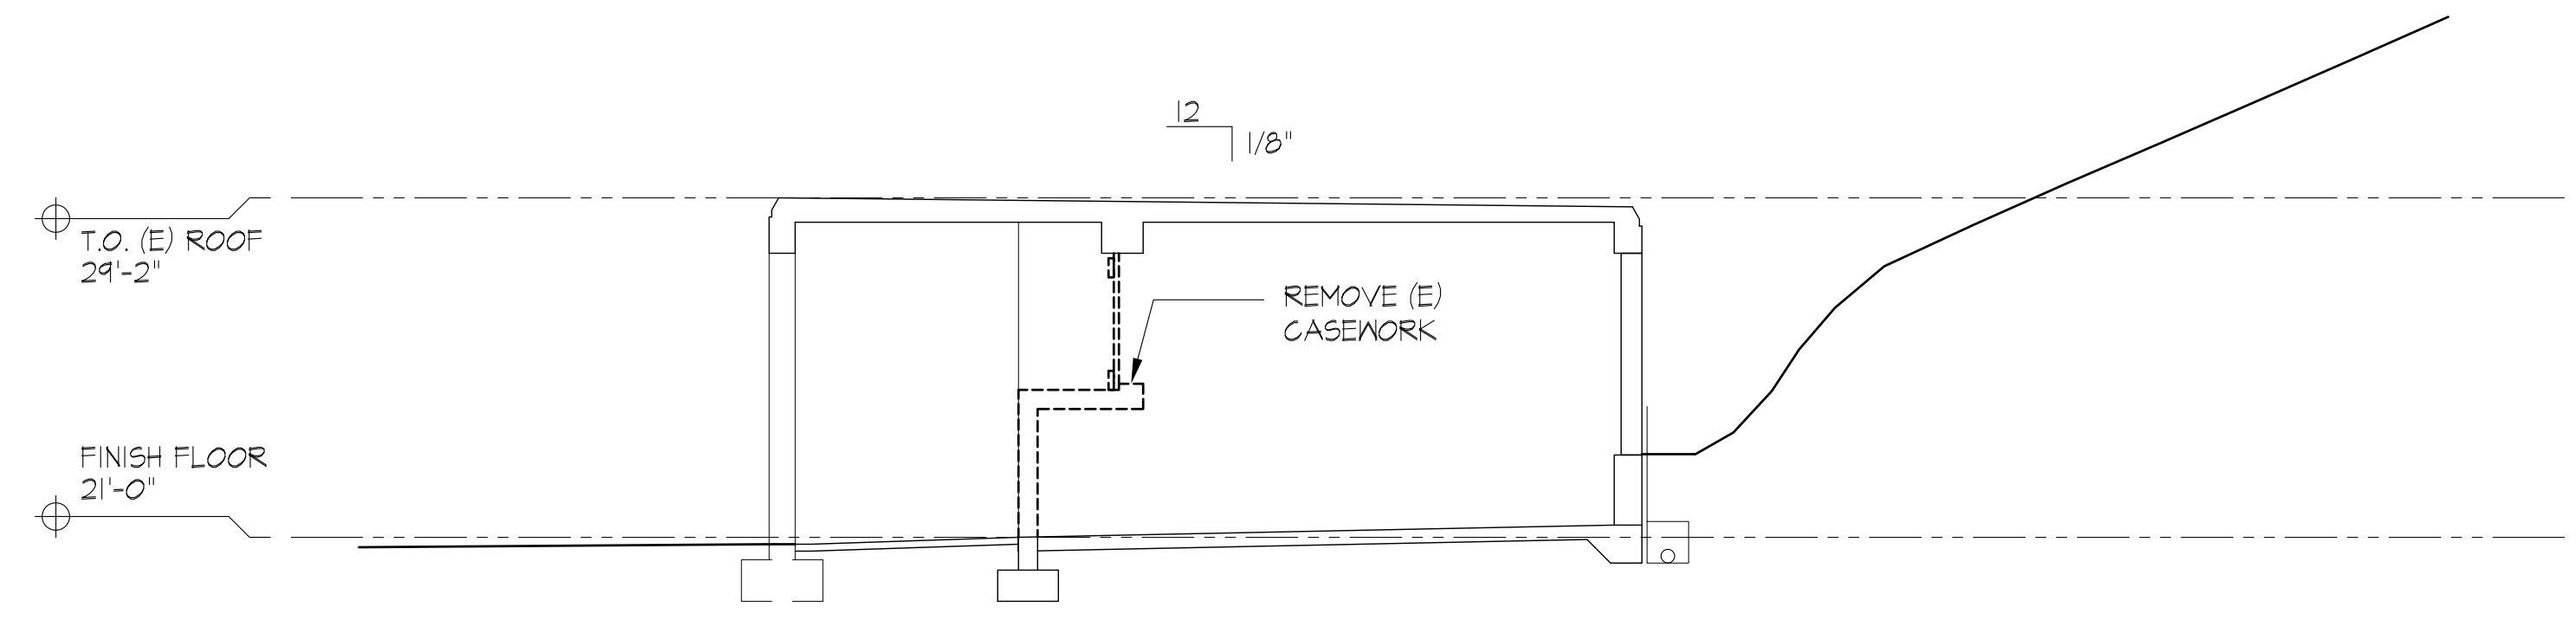 12
1/8"
T.O. (E) ROOF
29'-2"
REMOVE (E)
CASEWORK
FINISH FLOOR
21'-0"